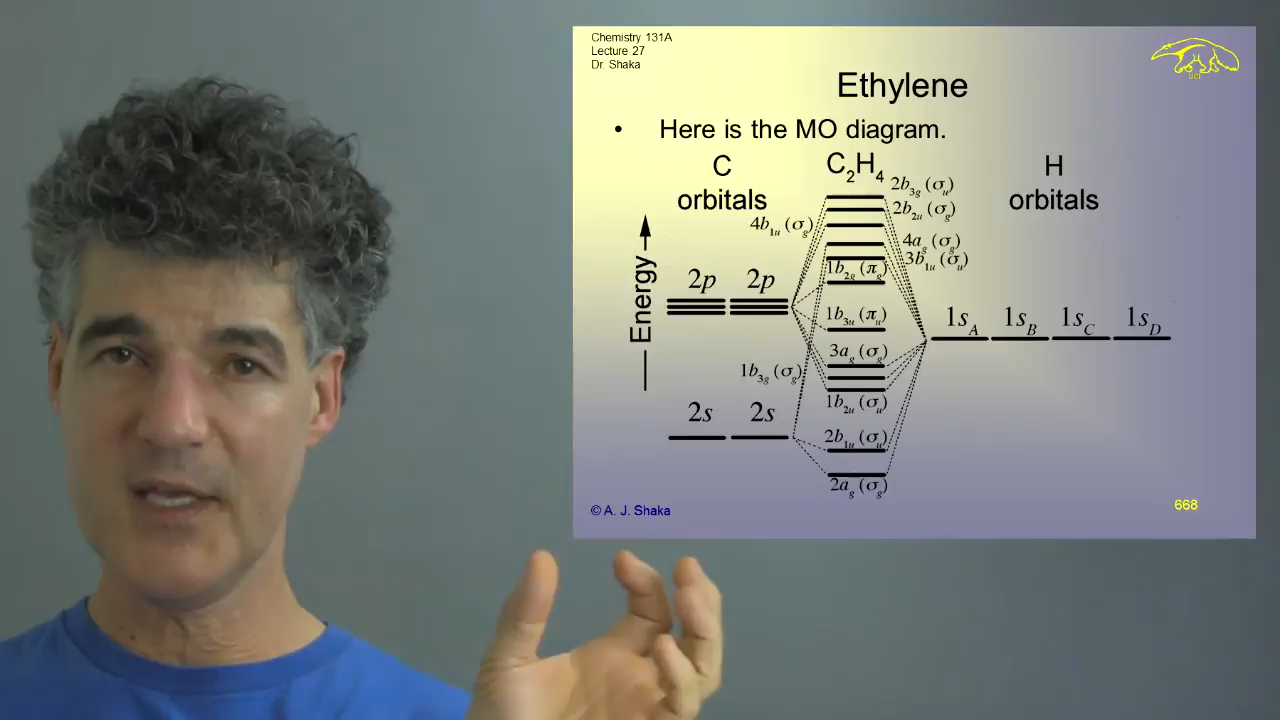 Chemistry 131A
Lecture 27
Dr. Shaka
UCI
Ethylene
• Here is the MO diagram.
C
orbitals
C₂H₄
H
orbitals
2b₃g (σᵤ)
2b₂ᵤ (σg)
4b₁ᵤ (σg)
4ag (σg)
3b₁ᵤ (σᵤ)
1b₂g (πg)
2p 2p
1b₃ᵤ (πᵤ)
1sA 1sB 1sC 1sD
Energy
3ag (σg)
1b₃g (σg)
1b₂ᵤ (σᵤ)
2s 2s
2b₁ᵤ (σᵤ)
2ag (σg)
© A. J. Shaka
668